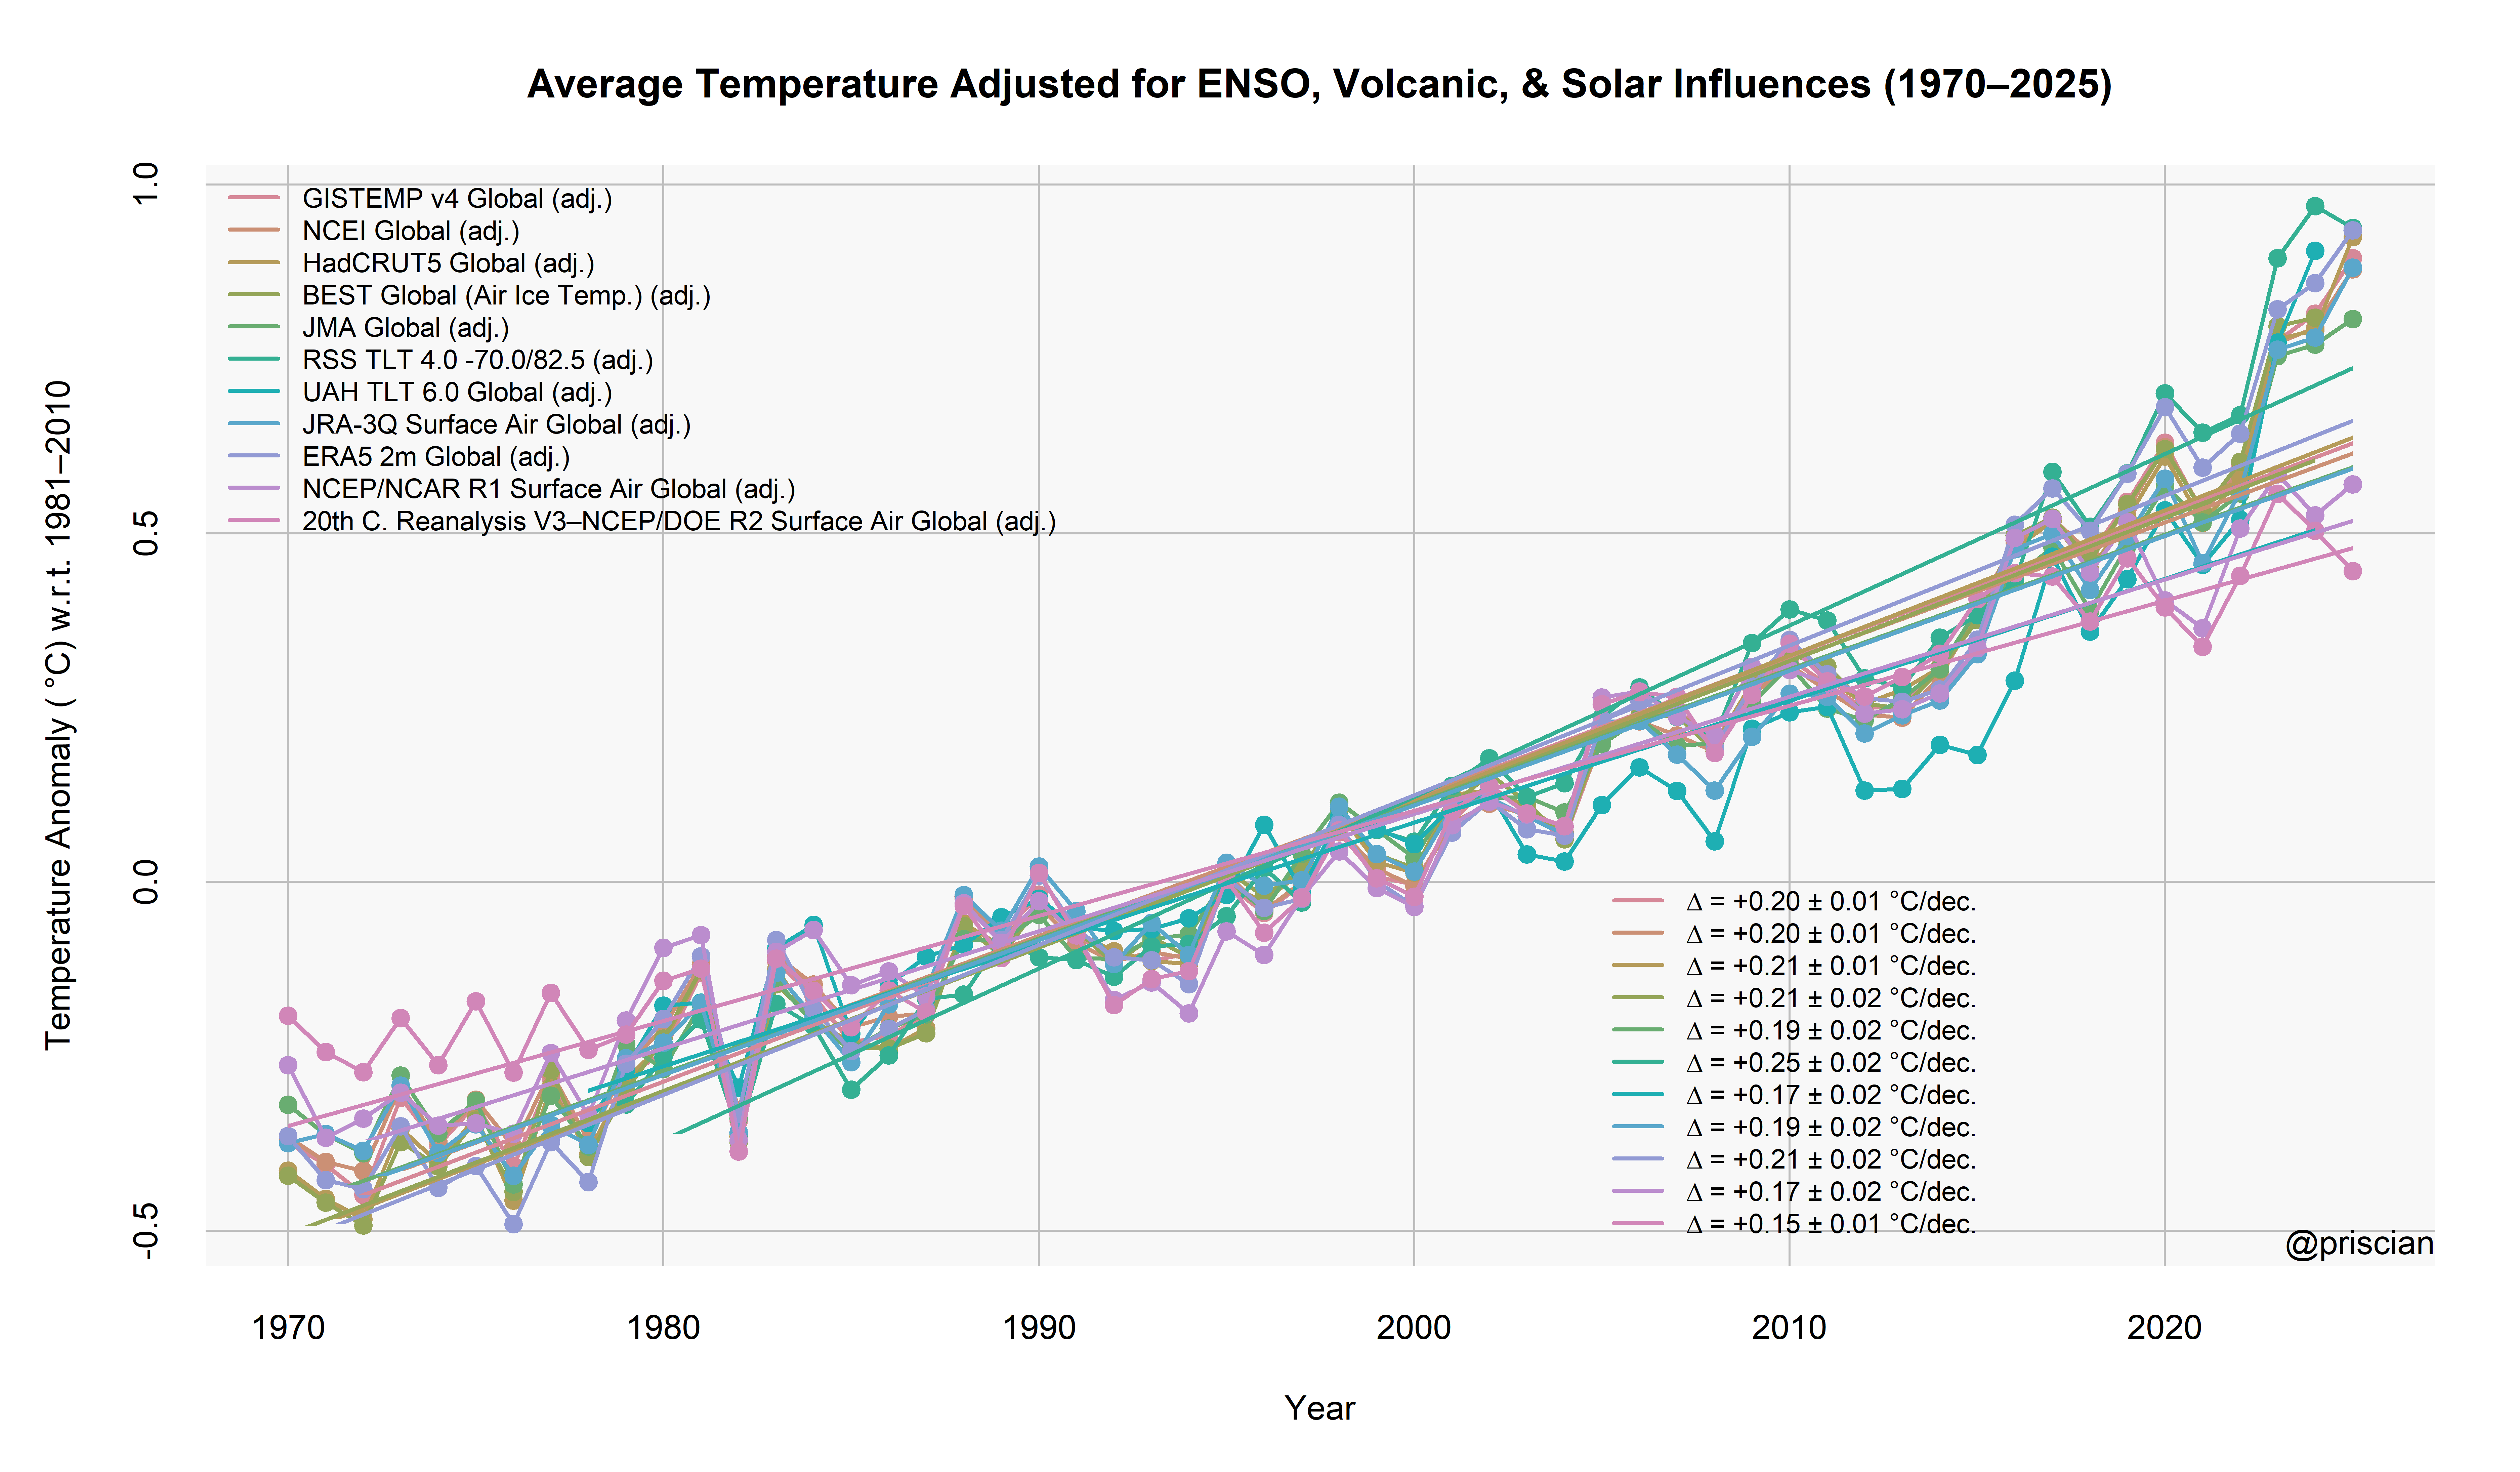 Average Temperature Adjusted for ENSO, Volcanic, & Solar Influences (1970–2025)
Temperature Anomaly ( °C) w.r.t. 1981–2010
1.0
0.5
0.0
-0.5
GISTEMP v4 Global (adj.)
NCEI Global (adj.)
HadCRUT5 Global (adj.)
BEST Global (Air Ice Temp.) (adj.)
JMA Global (adj.)
RSS TLT 4.0 -70.0/82.5 (adj.)
UAH TLT 6.0 Global (adj.)
JRA-3Q Surface Air Global (adj.)
ERA5 2m Global (adj.)
NCEP/NCAR R1 Surface Air Global (adj.)
20th C. Reanalysis V3–NCEP/DOE R2 Surface Air Global (adj.)
Δ = +0.20 ± 0.01 °C/dec.
Δ = +0.20 ± 0.01 °C/dec.
Δ = +0.21 ± 0.01 °C/dec.
Δ = +0.21 ± 0.02 °C/dec.
Δ = +0.19 ± 0.02 °C/dec.
Δ = +0.25 ± 0.02 °C/dec.
Δ = +0.17 ± 0.02 °C/dec.
Δ = +0.19 ± 0.02 °C/dec.
Δ = +0.21 ± 0.02 °C/dec.
Δ = +0.17 ± 0.02 °C/dec.
Δ = +0.15 ± 0.01 °C/dec.
@priscian
1970 1980 1990 2000 2010 2020
Year